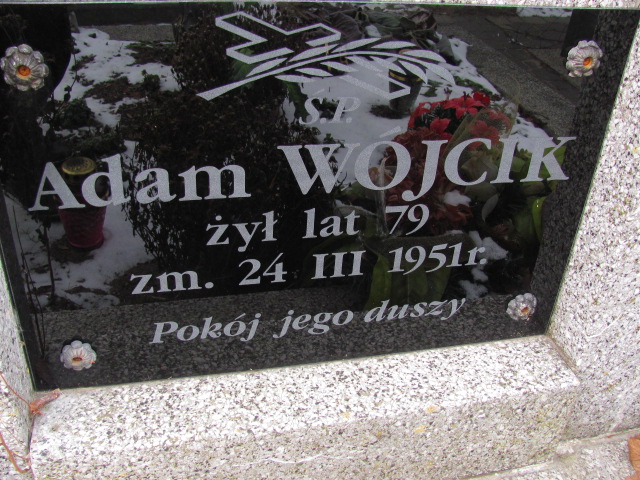 Ś.P.
Adam WÓJCIK
żył lat 79
zm. 24 III 1951r.
Pokój jego duszy